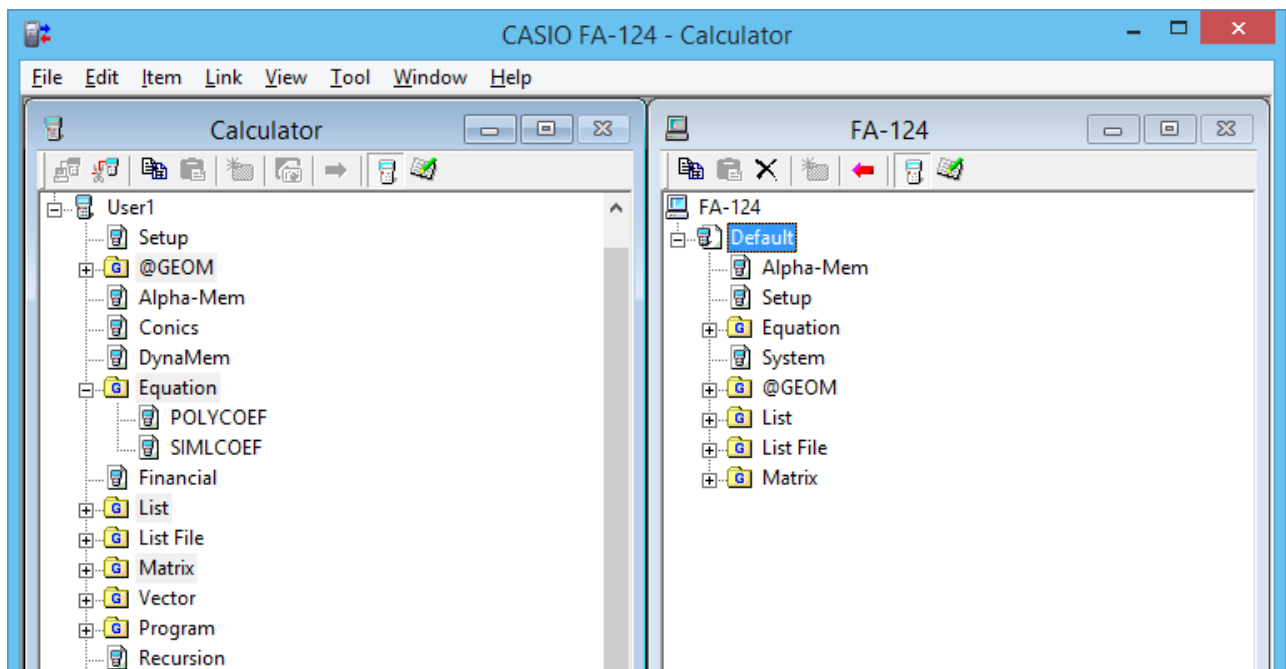 CASIO FA-124 - Calculator
File Edit Item Link View Tool Window Help
Calculator
User1
Setup
@GEOM
Alpha-Mem
Conics
DynaMem
Equation
POLYCOEF
SIMLCOEF
Financial
List
List File
Matrix
Vector
Program
Recursion
FA-124
FA-124
Default
Alpha-Mem
Setup
Equation
System
@GEOM
List
List File
Matrix